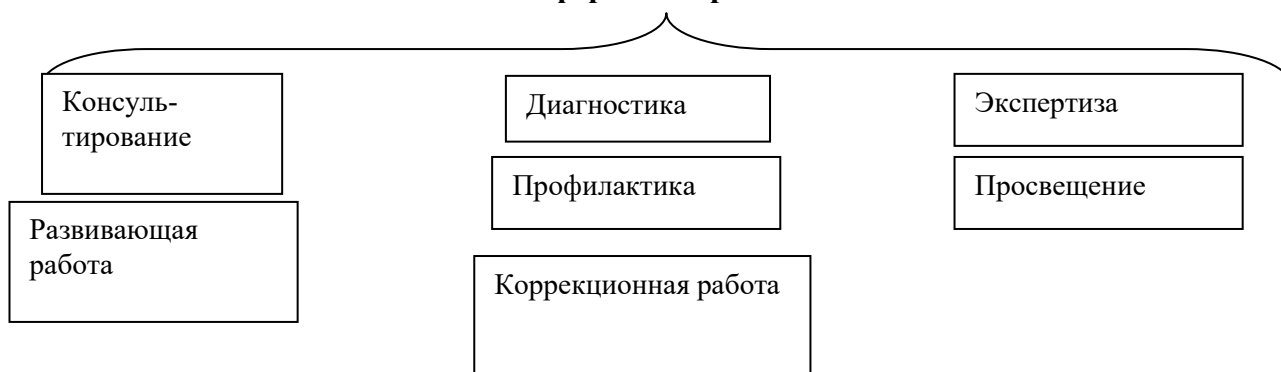 Консуль-
тирование
Диагностика
Экспертиза
Профилактика
Просвещение
Развивающая
работа
Коррекционная работа